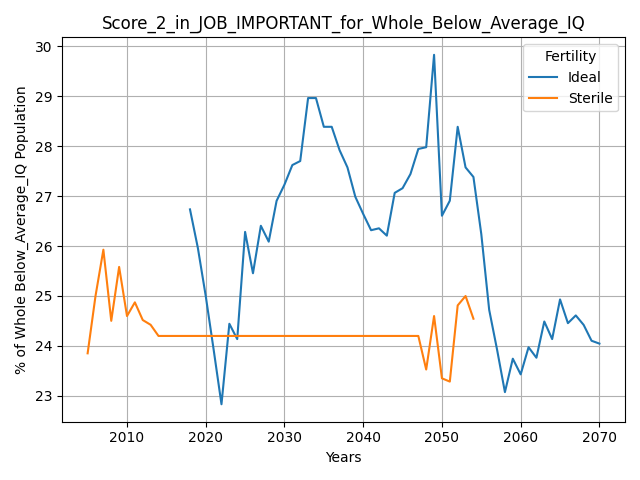 Score_2_in_JOB_IMPORTANT_for_Whole_Below_Average_IQ
% of Whole Below_Average_IQ Population
30
29
28
27
26
25
24
23
Fertility
Ideal
Sterile
2010 2020 2030 2040 2050 2060 2070
Years